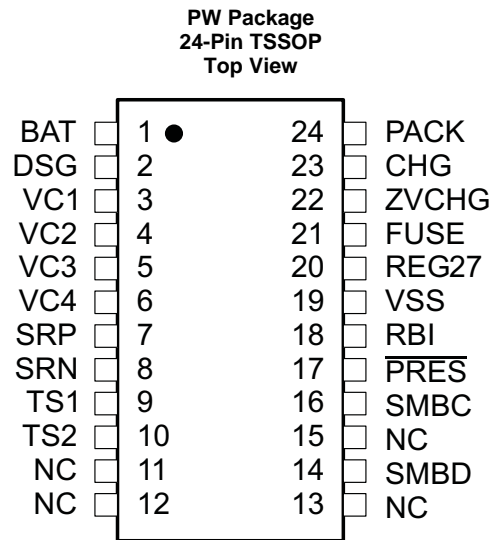 PW Package
24-Pin TSSOP
Top View
BAT 1 24 PACK
DSG 2 23 CHG
VC1 3 22 ZVCHG
VC2 4 21 FUSE
VC3 5 20 REG27
VC4 6 19 VSS
SRP 7 18 RBI
SRN 8 17 PRES
TS1 9 16 SMBC
TS2 10 15 NC
NC 11 14 SMBD
NC 12 13 NC